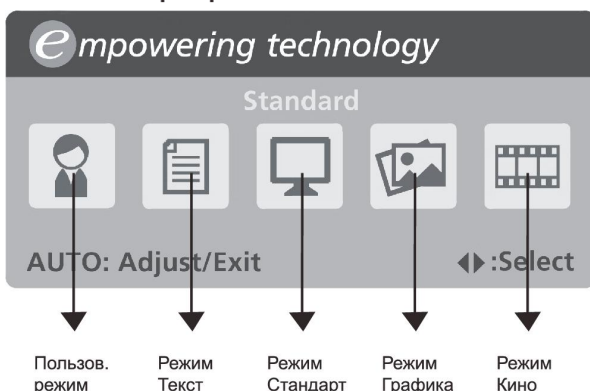 empowering technology
Standard
AUTO: Adjust/Exit ◀▶ :Select
Пользов. режим
Режим Текст
Режим Стандарт
Режим Графика
Режим Кино